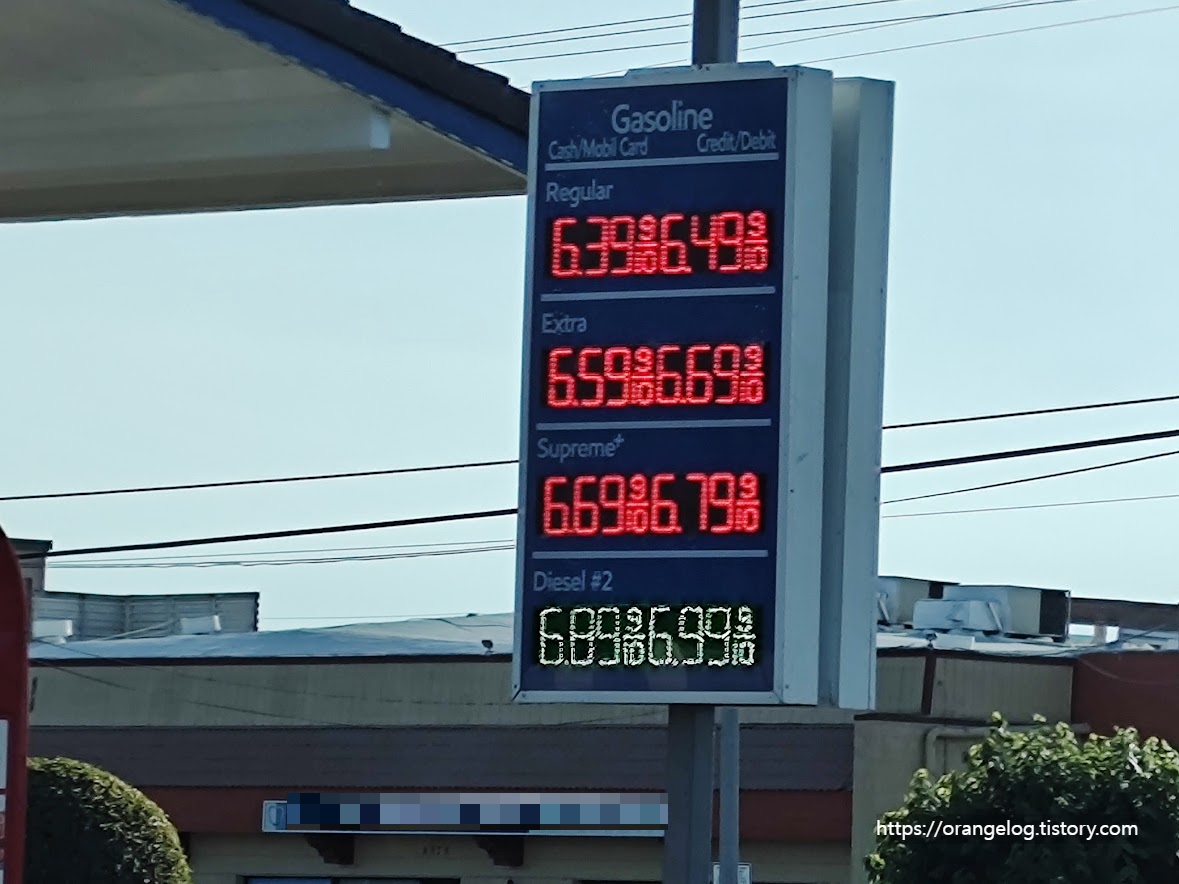 Gasoline
Cash/Mobil Card Credit/Debit
Regular
6.39 9/10 6.49 9/10
Extra
6.59 9/10 6.69 9/10
Supreme+
6.69 9/10 6.79 9/10
Diesel #2
6.89 9/10 6.99 9/10
https://orangelog.tistory.com